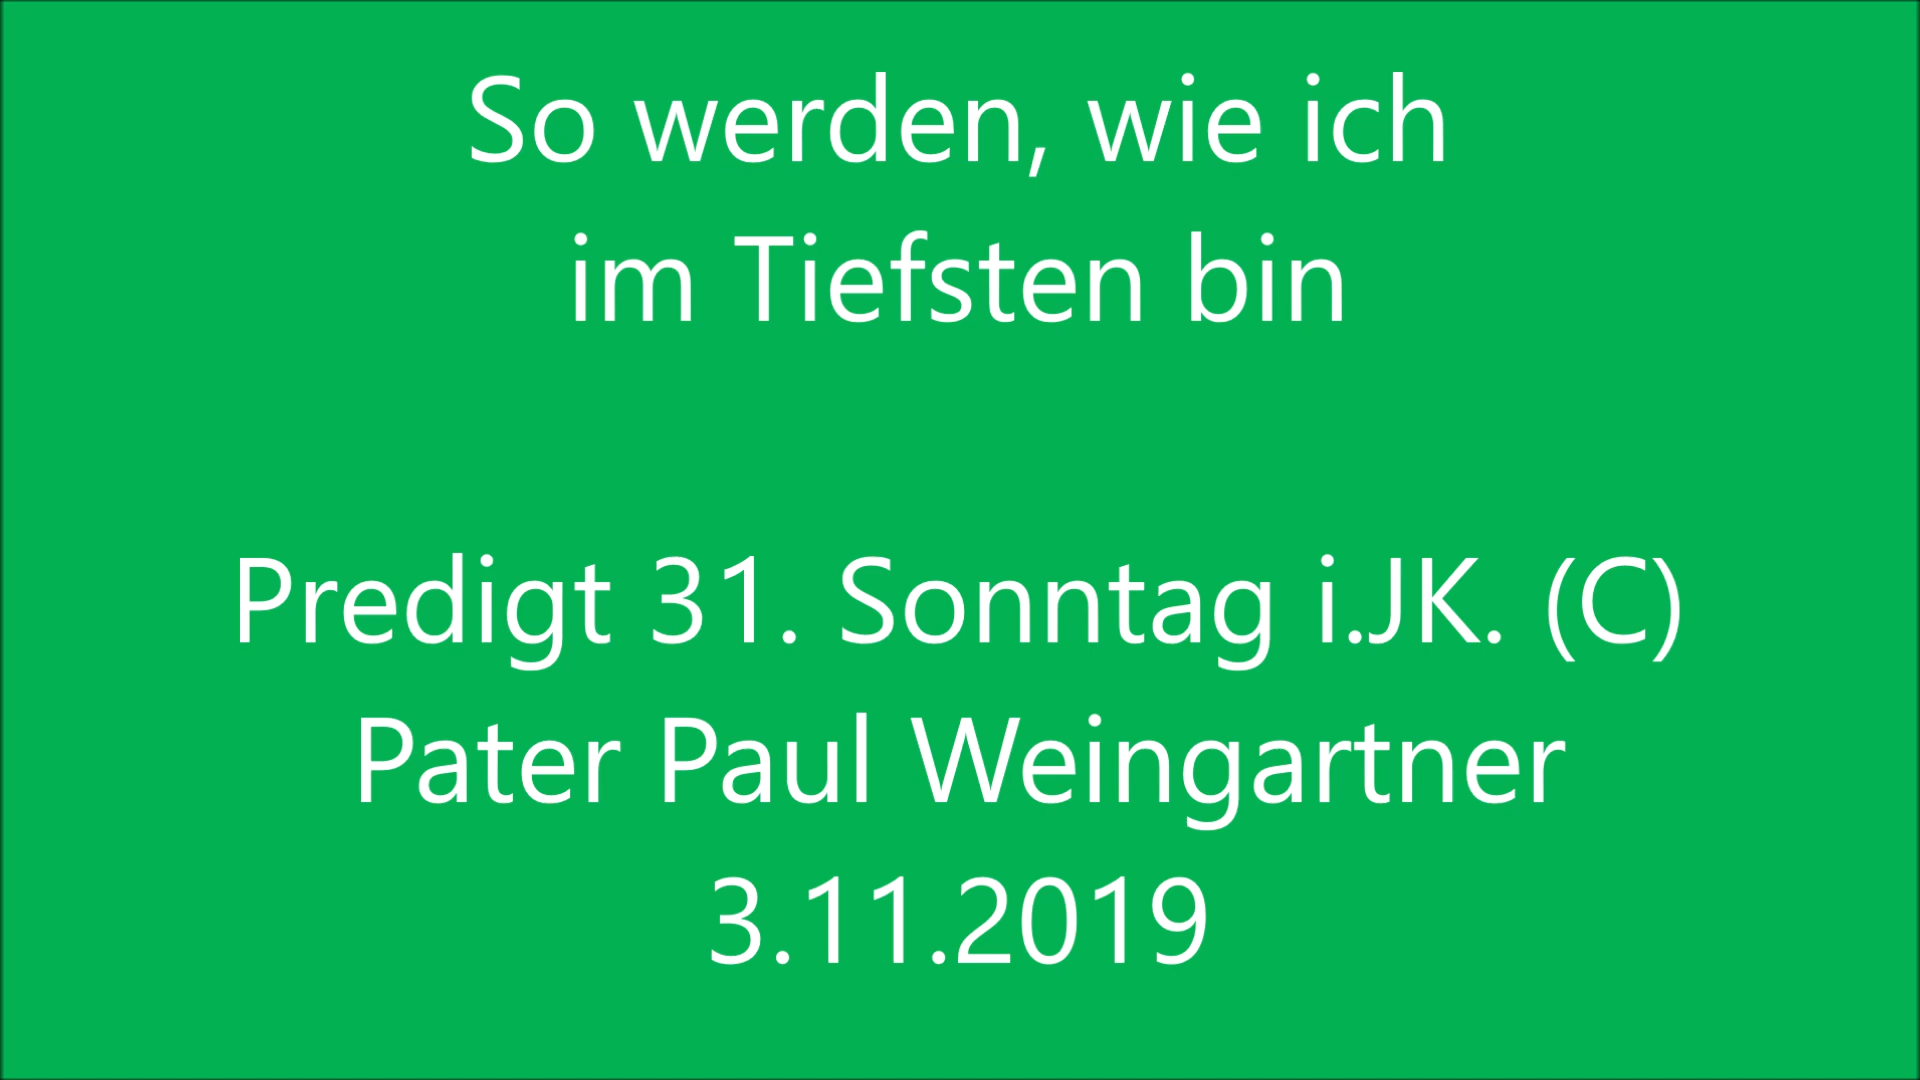 So werden, wie ich
im Tiefsten bin
Predigt 31. Sonntag i.JK. (C)
Pater Paul Weingartner
3.11.2019